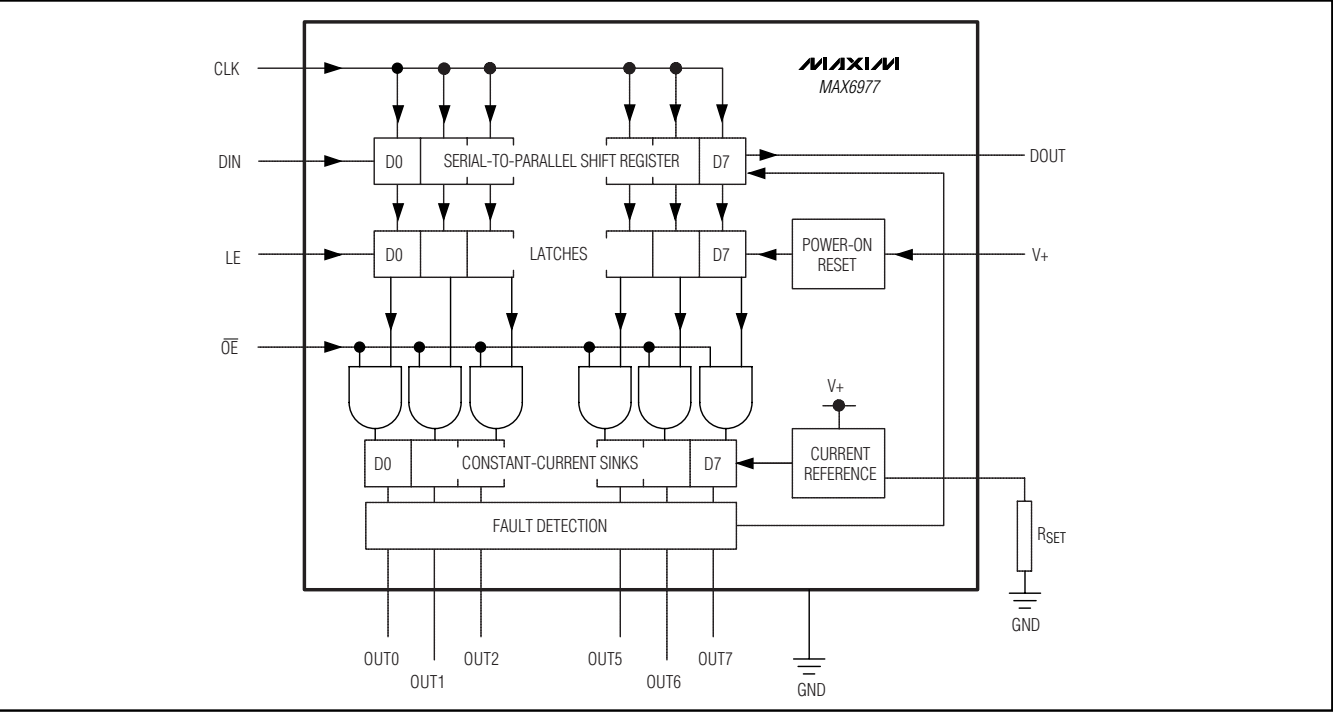 MAXIM
MAX6977
CLK
DIN
D0
SERIAL-TO-PARALLEL SHIFT REGISTER
D7
DOUT
LE
D0
LATCHES
D7
POWER-ON
RESET
V+
O̅E̅
V+
D0
CONSTANT-CURRENT SINKS
D7
CURRENT
REFERENCE
FAULT DETECTION
RSET
GND
OUT0
OUT1
OUT2
OUT5
OUT6
OUT7
GND